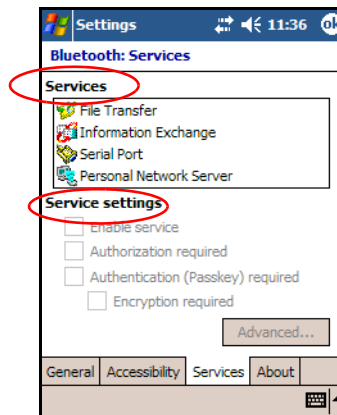 Settings 11:36 ok
Bluetooth: Services
Services
File Transfer
Information Exchange
Serial Port
Personal Network Server
Service settings
Enable service
Authorization required
Authentication (Passkey) required
Encryption required
Advanced...
General Accessibility Services About